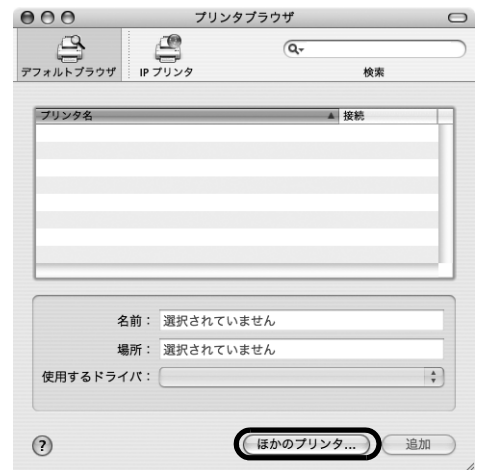 プリンタブラウザ
デフォルトブラウザ
IP プリンタ
検索
プリンタ名
接続
名前：
選択されていません
場所：
選択されていません
使用するドライバ：
?
ほかのプリンタ...
追加